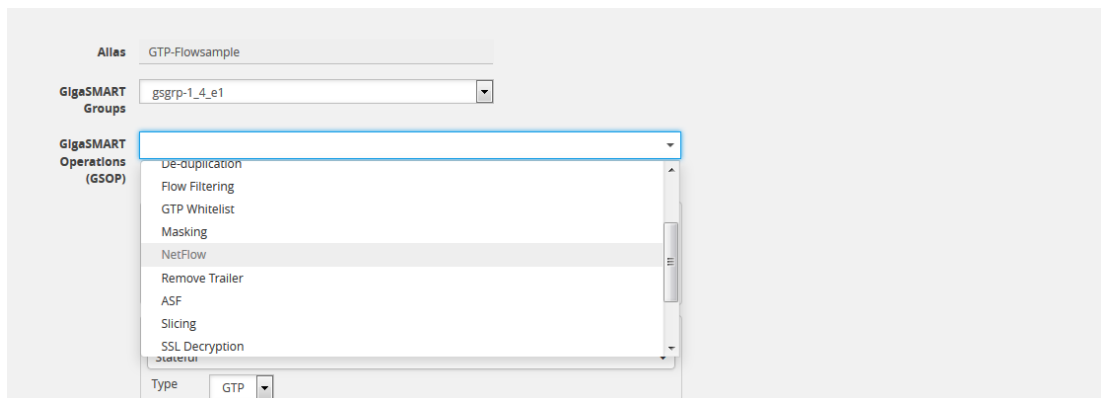 Alias GTP-Flowsample
GigaSMART
Groups
gsgrp-1_4_e1
GigaSMART
Operations
(GSOP)
De-duplication
Flow Filtering
GTP Whitelist
Masking
NetFlow
Remove Trailer
ASF
Slicing
SSL Decryption
Stateful
Type GTP